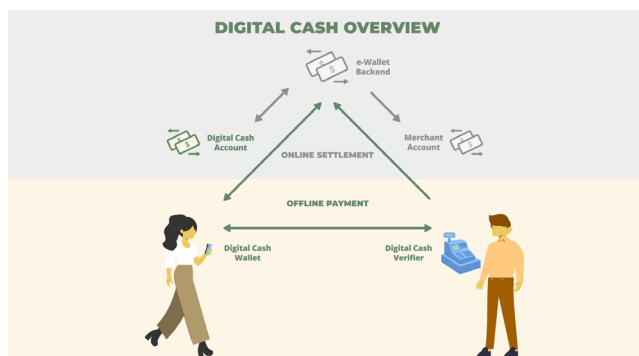 DIGITAL CASH OVERVIEW
e-Wallet
Backend
Digital Cash
Account
Merchant
Account
ONLINE SETTLEMENT
OFFLINE PAYMENT
Digital Cash
Wallet
Digital Cash
Verifier